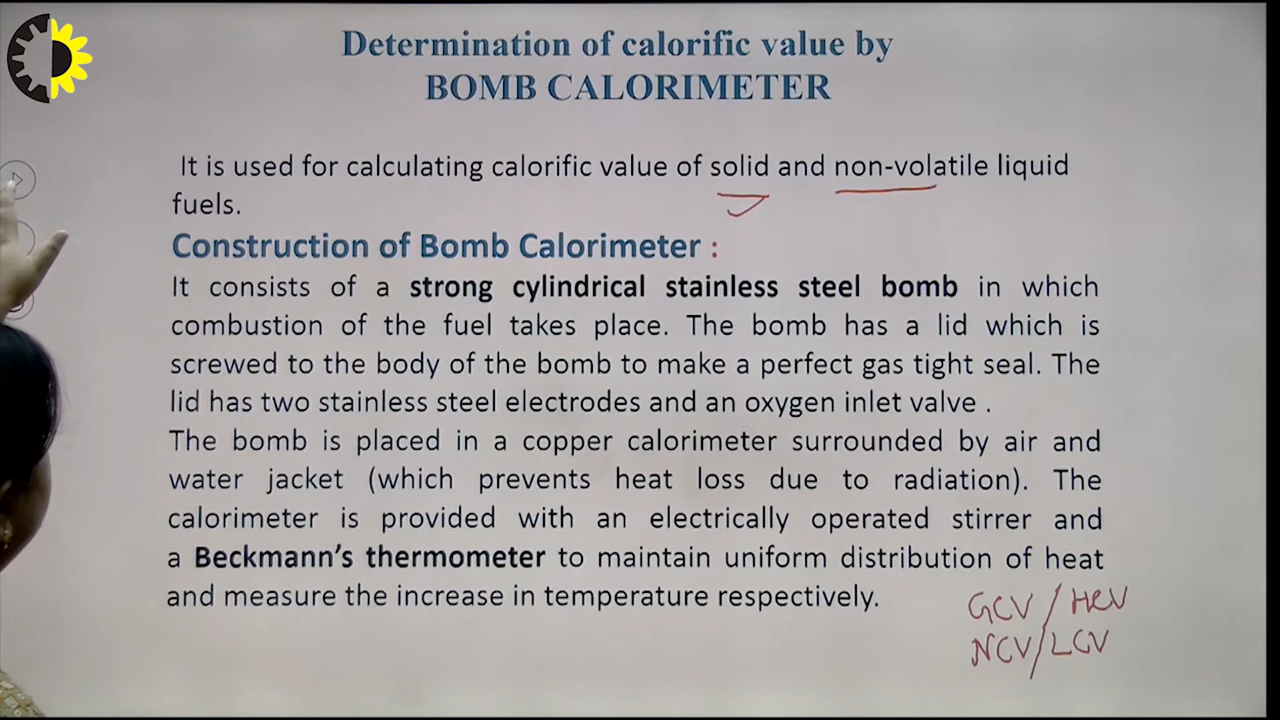 Determination of calorific value by
BOMB CALORIMETER
It is used for calculating calorific value of solid and non-volatile liquid
fuels.
Construction of Bomb Calorimeter :
It consists of a strong cylindrical stainless steel bomb in which
combustion of the fuel takes place. The bomb has a lid which is
screwed to the body of the bomb to make a perfect gas tight seal. The
lid has two stainless steel electrodes and an oxygen inlet valve .
The bomb is placed in a copper calorimeter surrounded by air and
water jacket (which prevents heat loss due to radiation). The
calorimeter is provided with an electrically operated stirrer and
a Beckmann’s thermometer to maintain uniform distribution of heat
and measure the increase in temperature respectively.
GCV / HCV
NCV / LCV